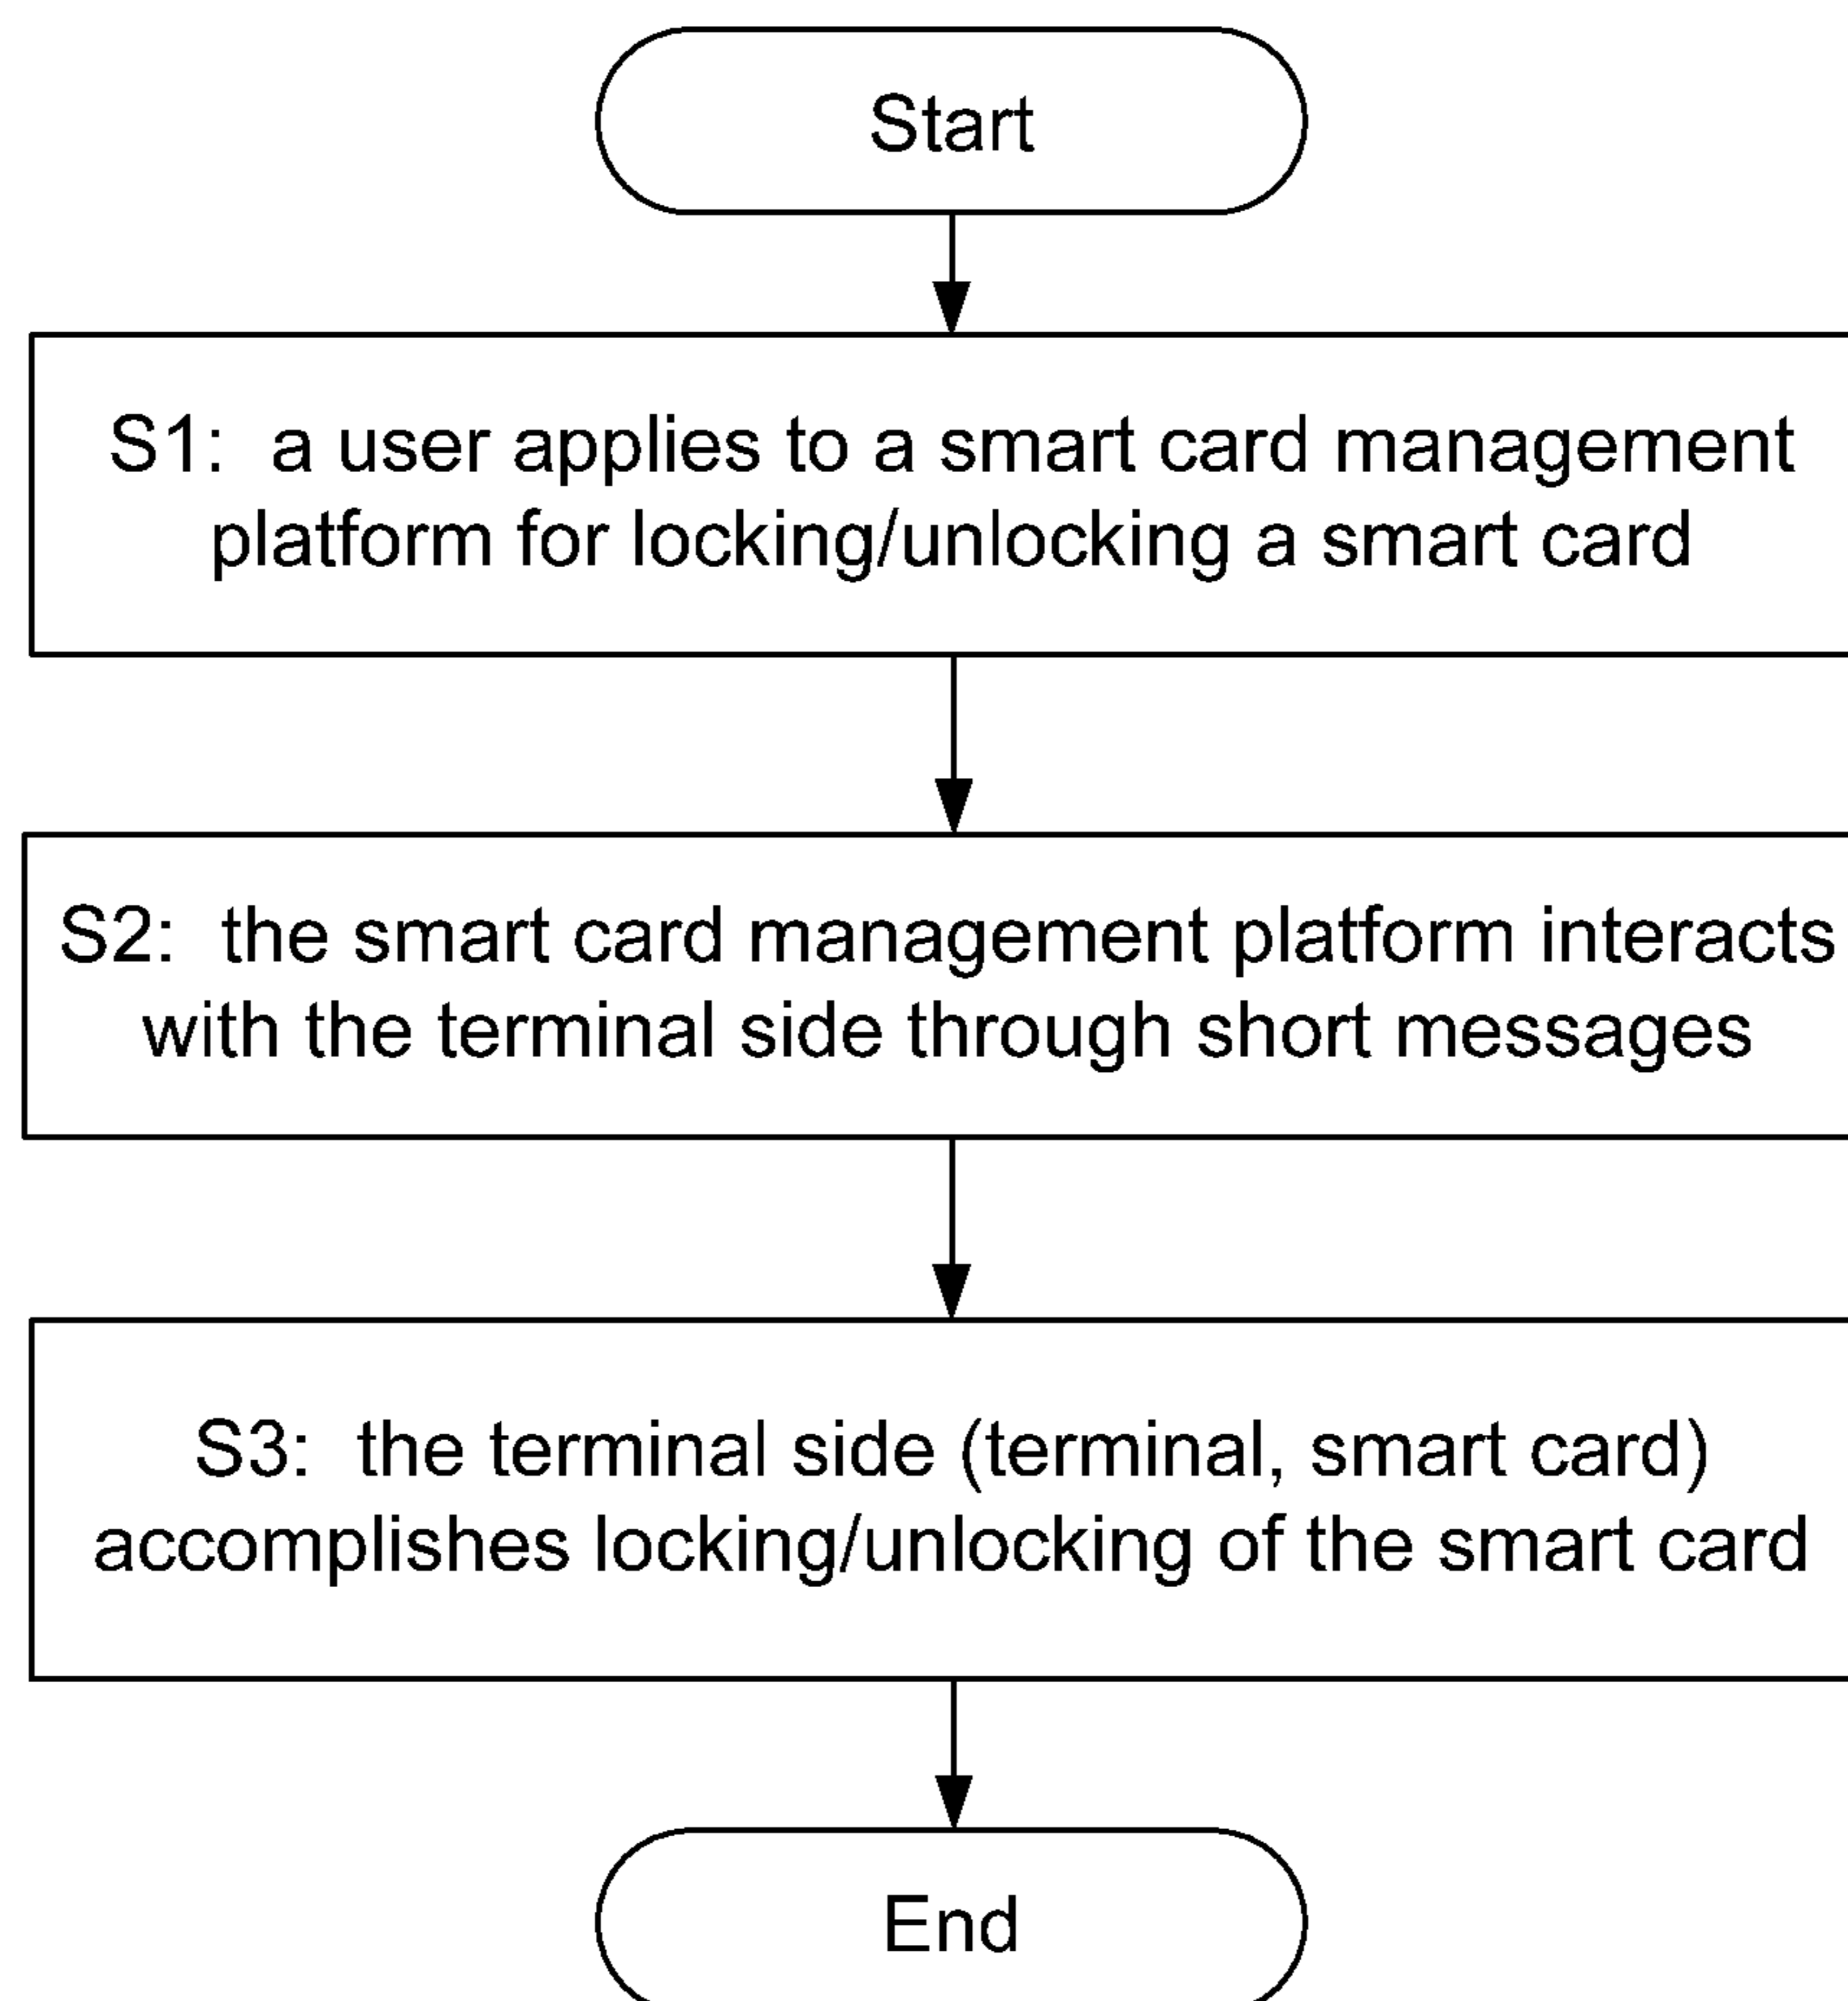 Start
S1: a user applies to a smart card management
platform for locking/unlocking a smart card
S2: the smart card management platform interacts
with the terminal side through short messages
S3: the terminal side (terminal, smart card)
accomplishes locking/unlocking of the smart card
End